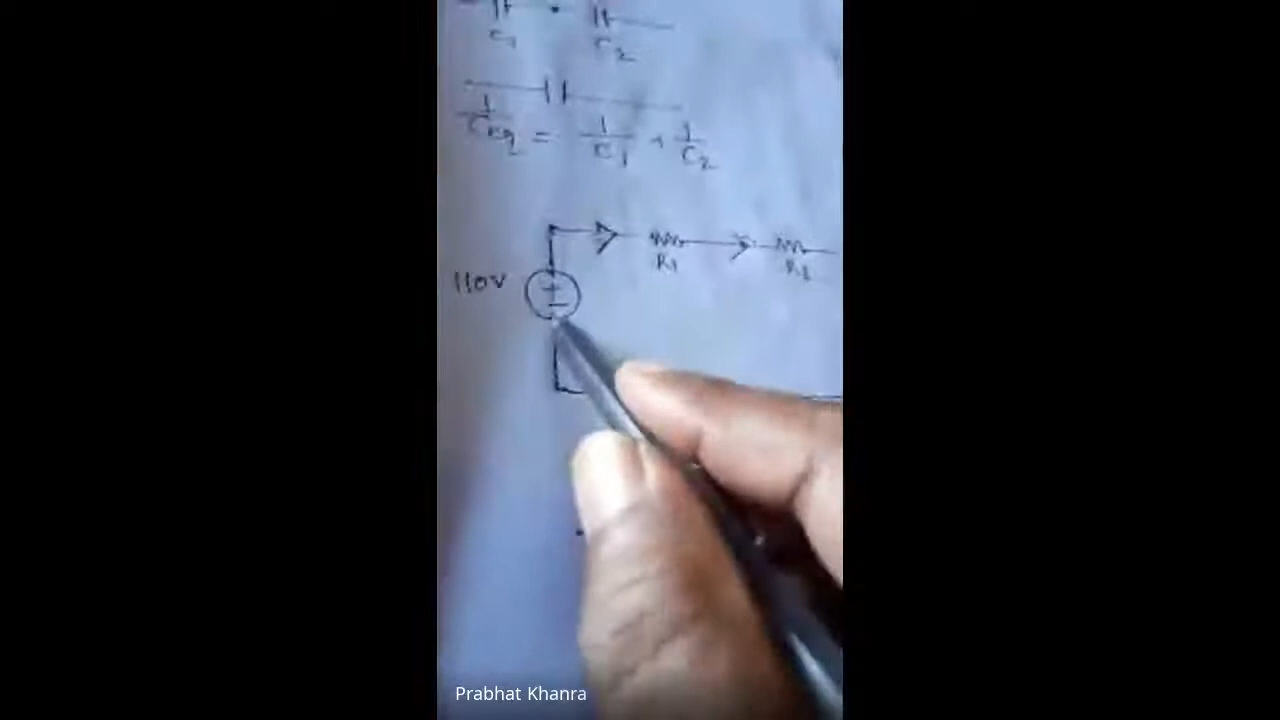 C1 C2
1/Ceq = 1/C1 + 1/C2
R1 R2
110V
+
−
Prabhat Khanra